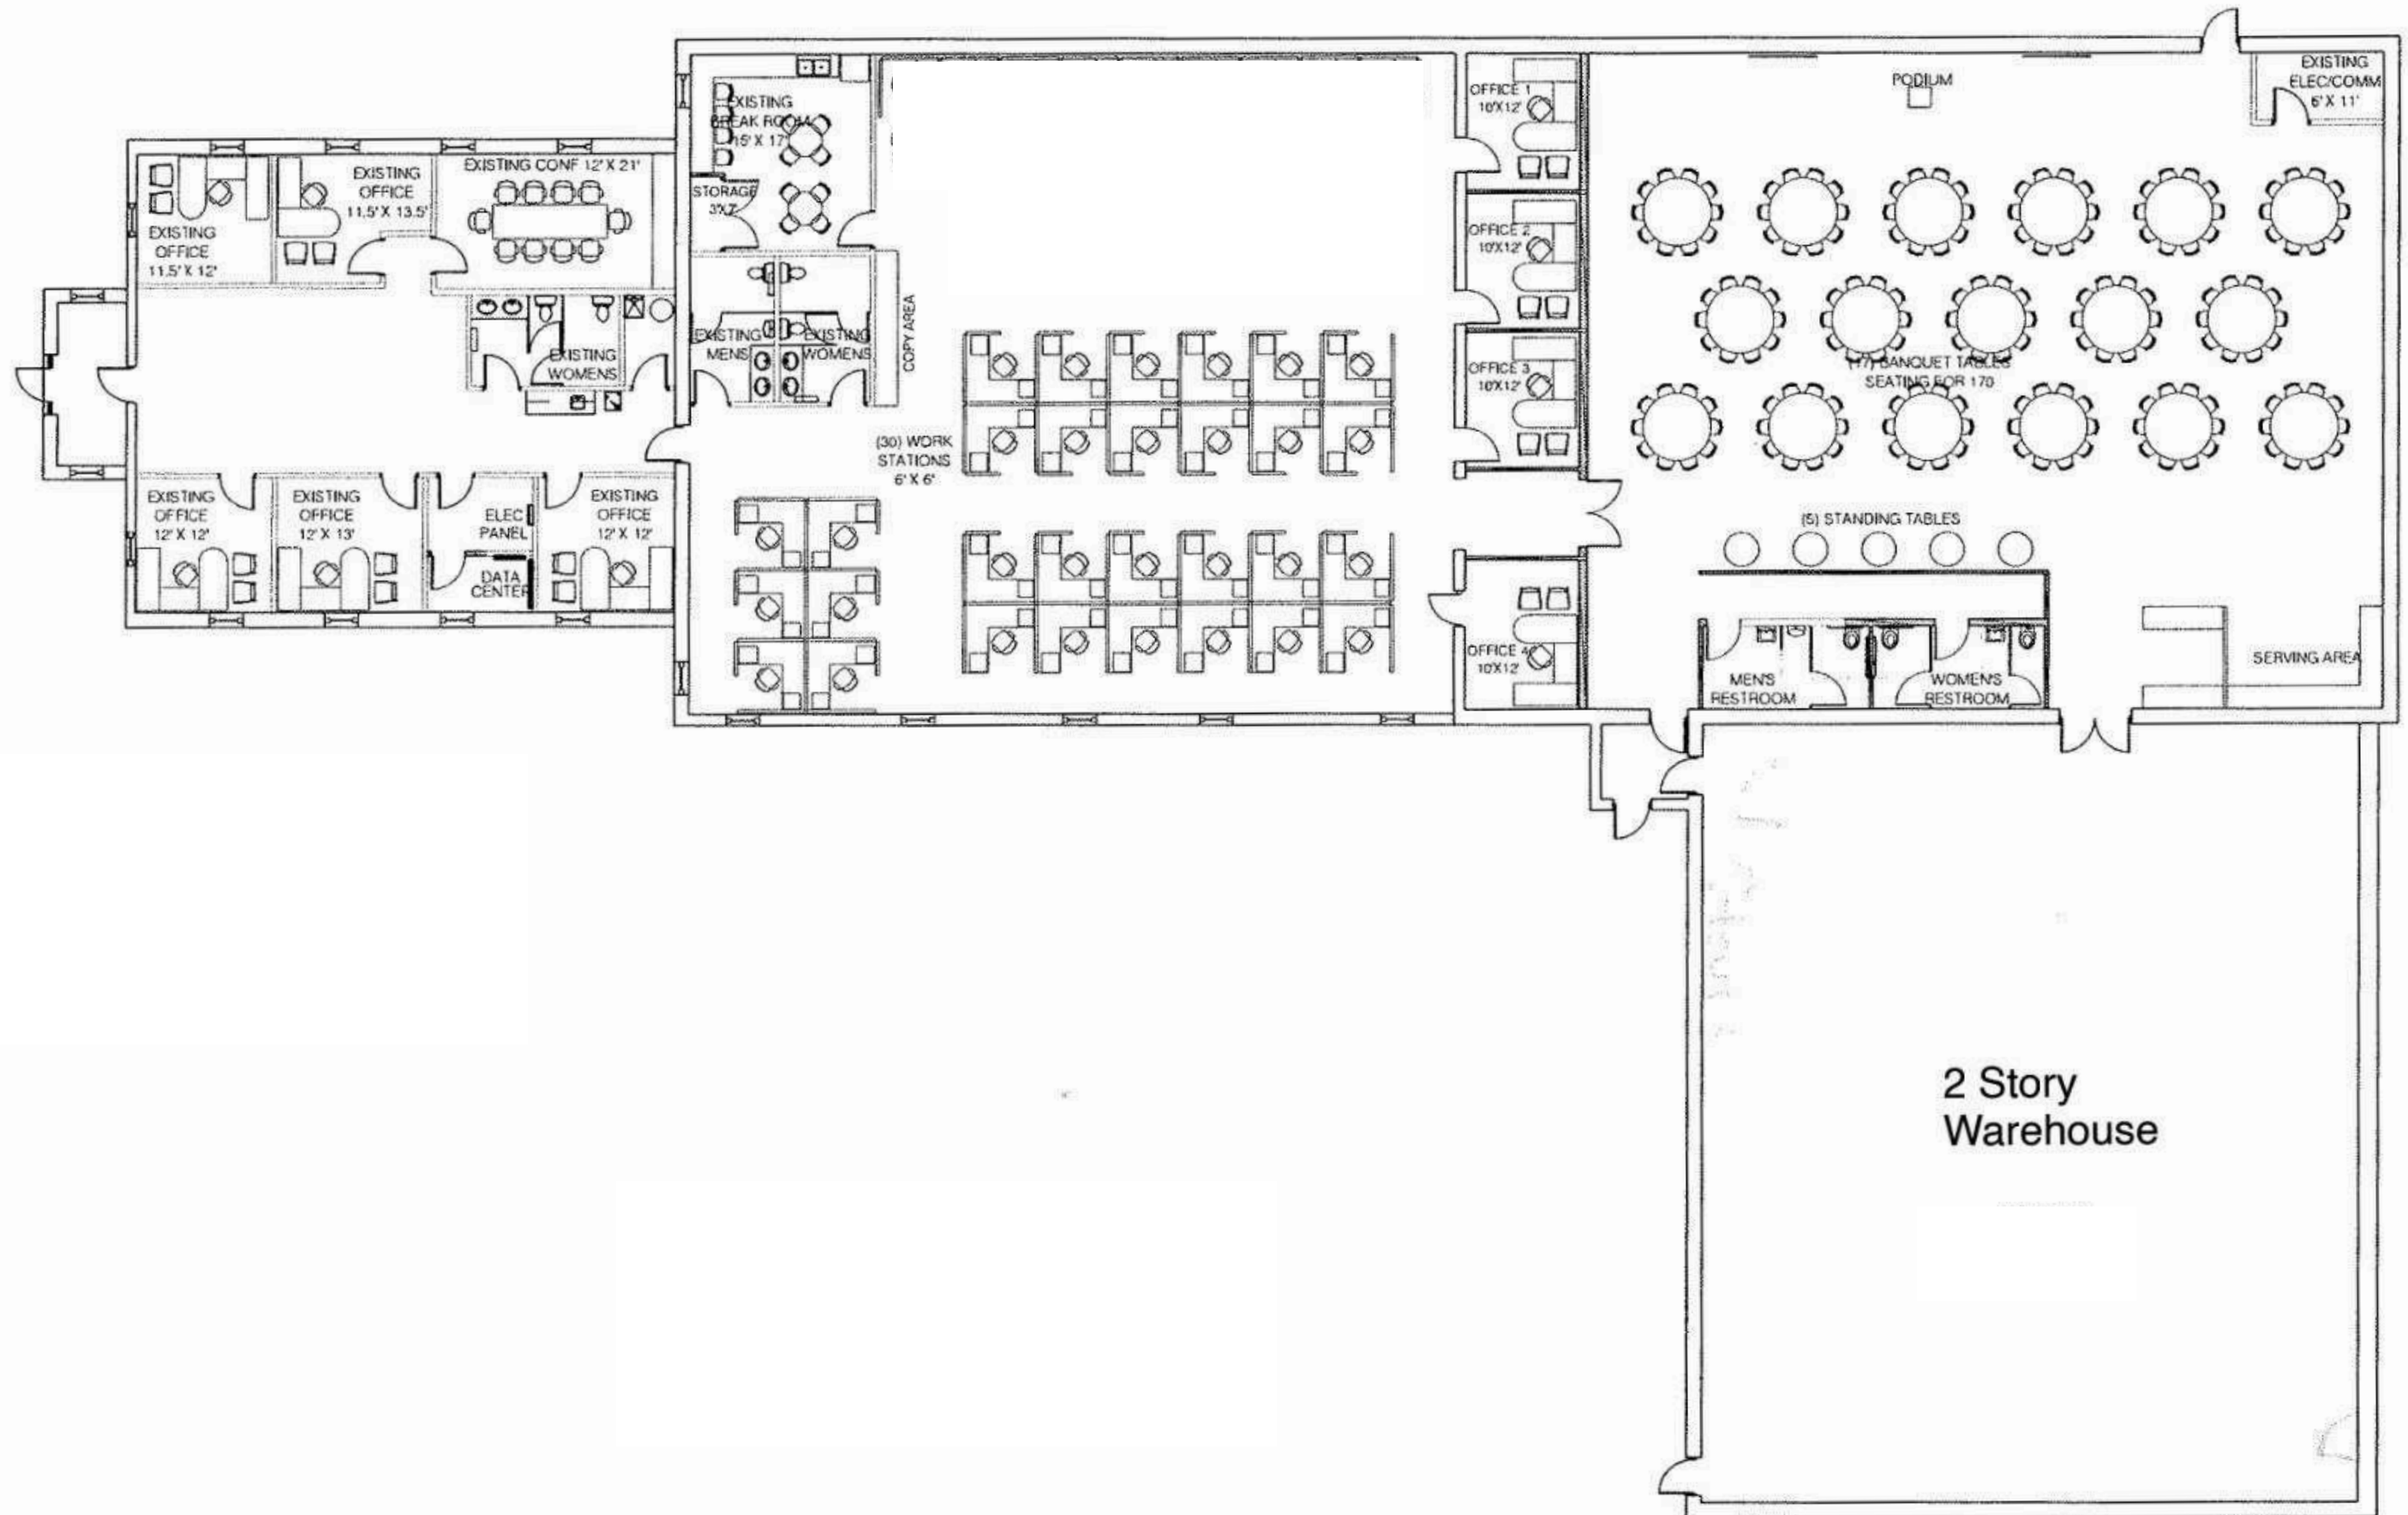 EXISTING
OFFICE
11.5' X 12'
EXISTING
OFFICE
11.5' X 13.5'
EXISTING CONF 12' X 21'
EXISTING
WOMENS
EXISTING
OFFICE
12' X 12'
EXISTING
OFFICE
12' X 13'
ELEC
PANEL
DATA
CENTER
EXISTING
OFFICE
12' X 12'
EXISTING
BREAK ROOM
15' X 17'
STORAGE
3'X7'
EXISTING
MENS
EXISTING
WOMENS
COPY AREA
(30) WORK
STATIONS
6' X 6'
OFFICE 1
10'X12'
OFFICE 2
10'X12'
OFFICE 3
10'X12'
OFFICE 4
10'X12'
PODIUM
EXISTING
ELEC/COMM
6' X 11'
(17) BANQUET TABLES
SEATING FOR 170
(5) STANDING TABLES
MEN'S
RESTROOM
WOMEN'S
RESTROOM
SERVING AREA
2 Story
Warehouse